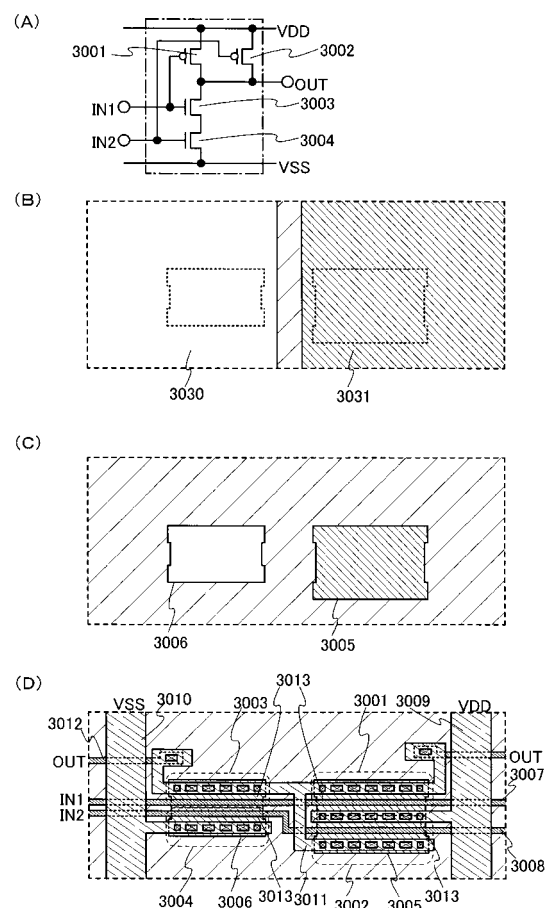 (A)
VDD
3001
3002
OUT
IN1
3003
IN2
3004
VSS
(B)
3030
3031
(C)
3006
3005
(D)
VSS 3010 3003 3013 3001 3009 VDD
3012
OUT
OUT
3007
IN1
IN2
3008
3004 3006 3013 3011 3002 3005 3013